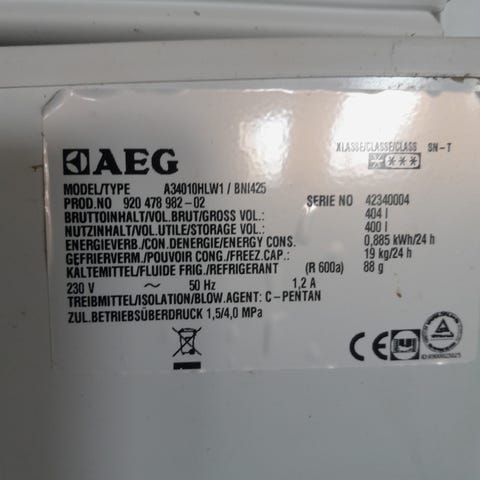 AEG
KLASSE/CLASSE/CLASS SN-T
MODEL/TYPE A34010HLW1 / BNI425
PROD.NO 920 478 982-02 SERIE NO 42340004
BRUTTOINHALT/VOL.BRUT/GROSS VOL.: 404 l
NUTZINHALT/VOL.UTILE/STORAGE VOL.: 400 l
ENERGIEVERB./CON.DENERGIE/ENERGY CONS. 0,885 kWh/24 h
GEFRIERVERM./POUVOIR CONG./FREEZ.CAP.: 19 kg/24 h
KÄLTEMITTEL/FLUIDE FRIG./REFRIGERANT (R 600a) 88 g
230 V ~ 50 Hz 1,2 A
TREIBMITTEL/ISOLATION/BLOW.AGENT: C-PENTAN
ZUL.BETRIEBSÜBERDRUCK 1,5/4,0 MPa
CE